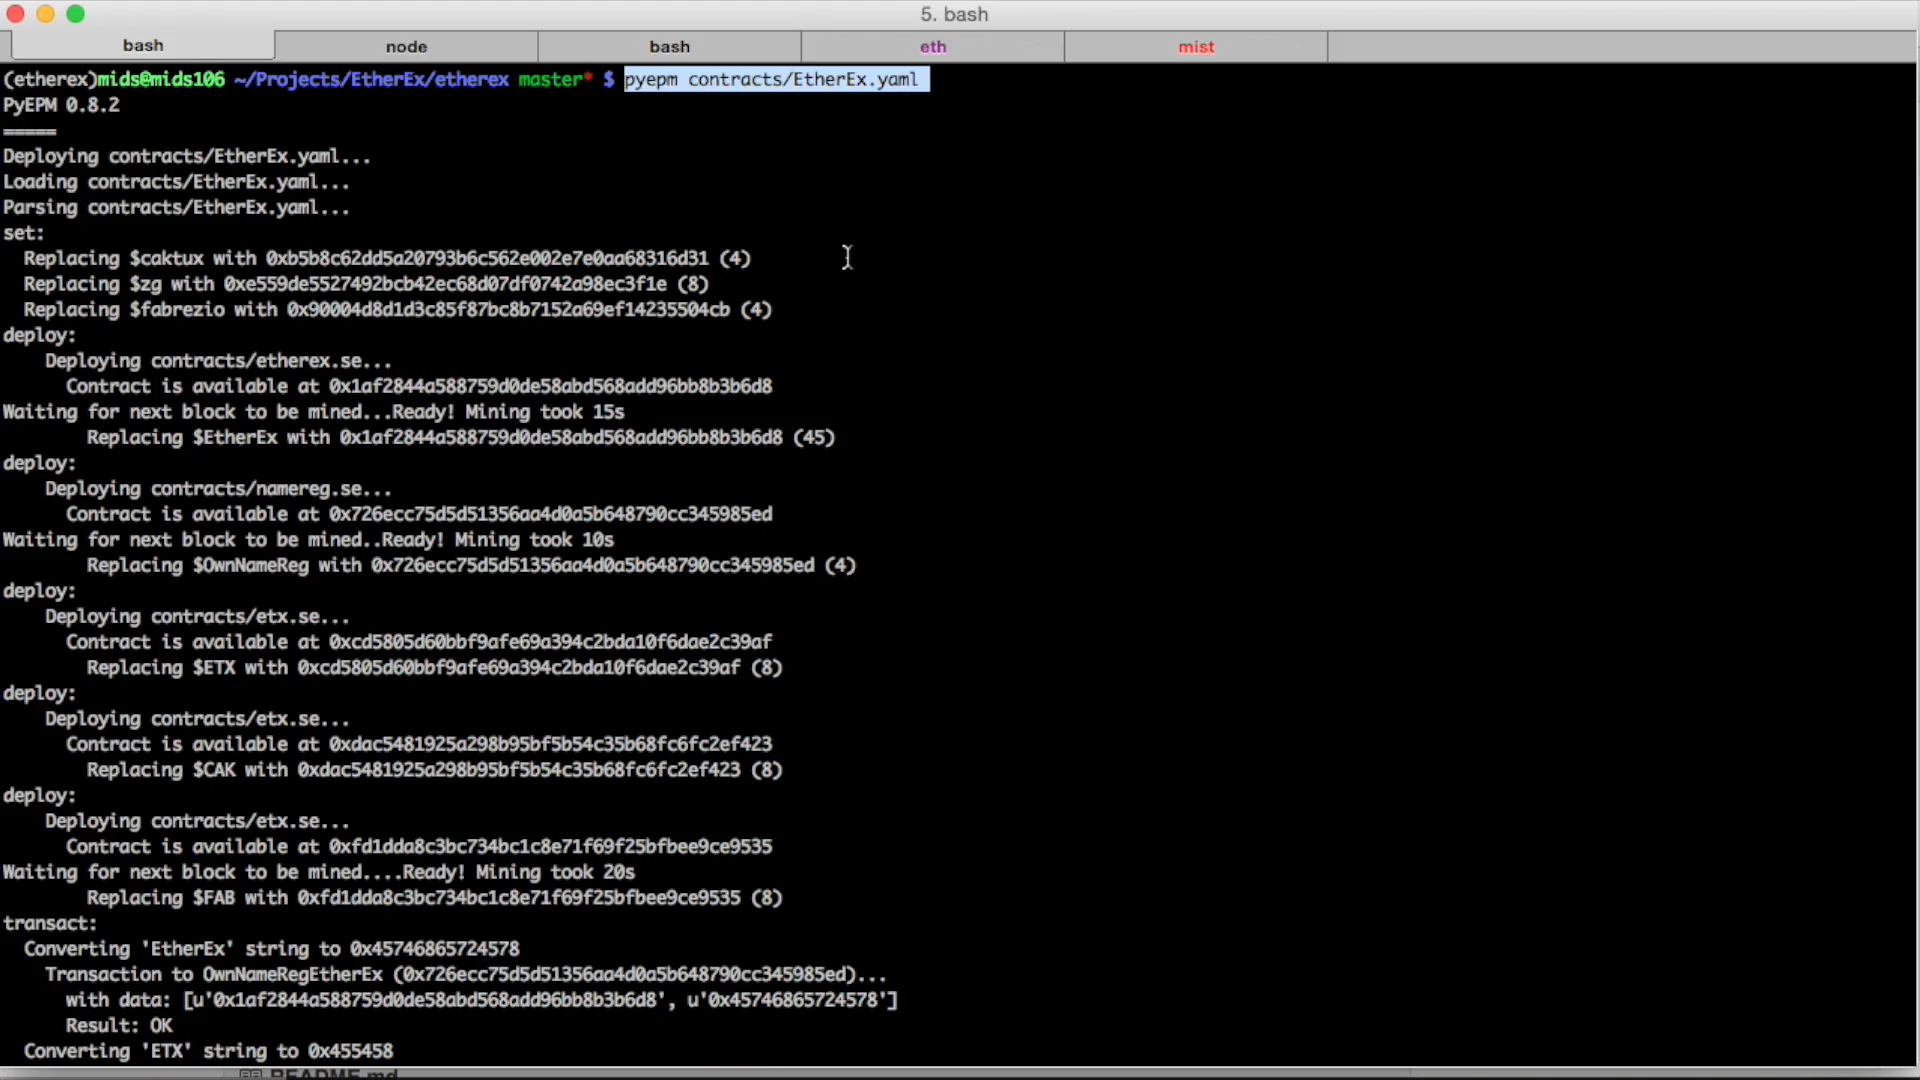 5. bash
bash node bash eth mist
(etherex)mids@mids106 ~/Projects/EtherEx/etherex master* $ pyepm contracts/EtherEx.yaml
PyEPM 0.8.2
=====
Deploying contracts/EtherEx.yaml...
Loading contracts/EtherEx.yaml...
Parsing contracts/EtherEx.yaml...
set:
Replacing $caktux with 0xb5b8c62dd5a20793b6c562e002e7e0aa68316d31 (4)
Replacing $zg with 0xe559de5527492bcb42ec68d07df0742a98ec3f1e (8)
Replacing $fabrezio with 0x90004d8d1d3c85f87bc8b7152a69ef14235504cb (4)
deploy:
Deploying contracts/etherex.se...
Contract is available at 0x1af2844a588759d0de58abd568add96bb8b3b6d8
Waiting for next block to be mined...Ready! Mining took 15s
Replacing $EtherEx with 0x1af2844a588759d0de58abd568add96bb8b3b6d8 (45)
deploy:
Deploying contracts/namereg.se...
Contract is available at 0x726ecc75d5d51356aa4d0a5b648790cc345985ed
Waiting for next block to be mined..Ready! Mining took 10s
Replacing $OwnNameReg with 0x726ecc75d5d51356aa4d0a5b648790cc345985ed (4)
deploy:
Deploying contracts/etx.se...
Contract is available at 0xcd5805d60bbf9afe69a394c2bda10f6dae2c39af
Replacing $ETX with 0xcd5805d60bbf9afe69a394c2bda10f6dae2c39af (8)
deploy:
Deploying contracts/etx.se...
Contract is available at 0xdac5481925a298b95bf5b54c35b68fc6fc2ef423
Replacing $CAK with 0xdac5481925a298b95bf5b54c35b68fc6fc2ef423 (8)
deploy:
Deploying contracts/etx.se...
Contract is available at 0xfd1dda8c3bc734bc1c8e71f69f25bfbee9ce9535
Waiting for next block to be mined....Ready! Mining took 20s
Replacing $FAB with 0xfd1dda8c3bc734bc1c8e71f69f25bfbee9ce9535 (8)
transact:
Converting 'EtherEx' string to 0x45746865724578
Transaction to OwnNameRegEtherEx (0x726ecc75d5d51356aa4d0a5b648790cc345985ed)...
with data: [u'0x1af2844a588759d0de58abd568add96bb8b3b6d8', u'0x45746865724578']
Result: OK
Converting 'ETX' string to 0x455458
README.md